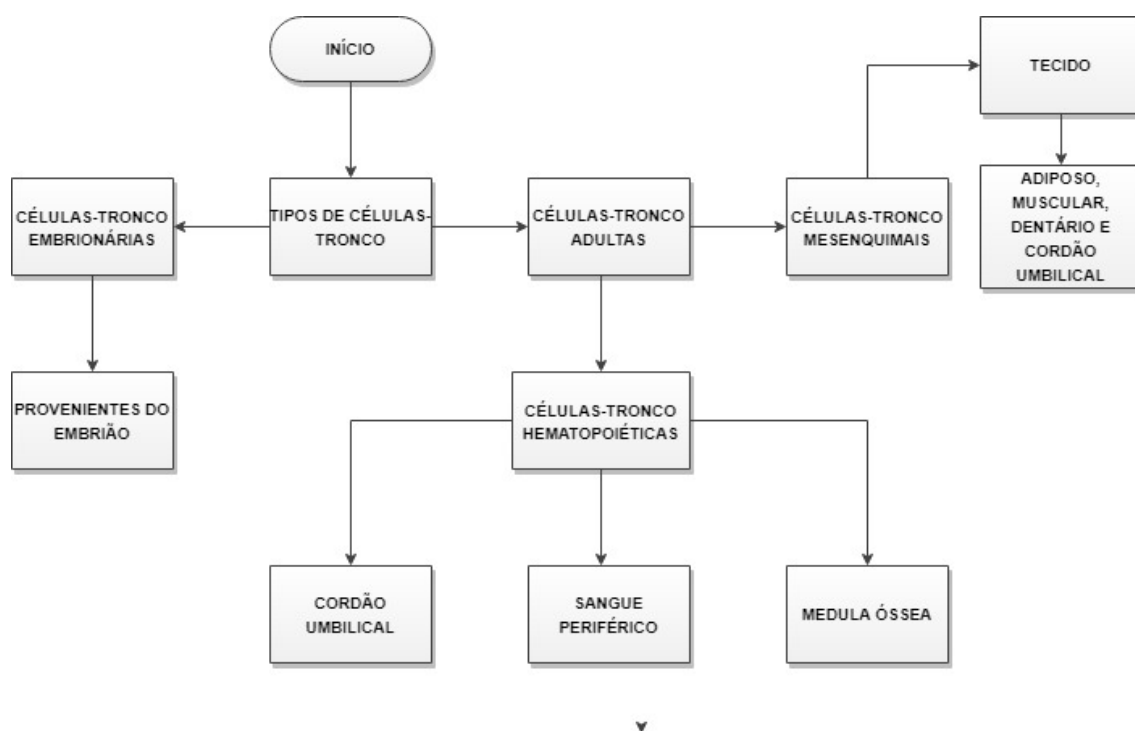 INÍCIO
TECIDO
CÉLULAS-TRONCO
EMBRIONÁRIAS
TIPOS DE CÉLULAS-
TRONCO
CÉLULAS-TRONCO
ADULTAS
CÉLULAS-TRONCO
MESENQUIMAIS
ADIPOSO,
MUSCULAR,
DENTÁRIO E
CORDÃO
UMBILICAL
PROVENIENTES DO
EMBRIÃO
CÉLULAS-TRONCO
HEMATOPOIÉTICAS
CORDÃO
UMBILICAL
SANGUE
PERIFÉRICO
MEDULA ÓSSEA